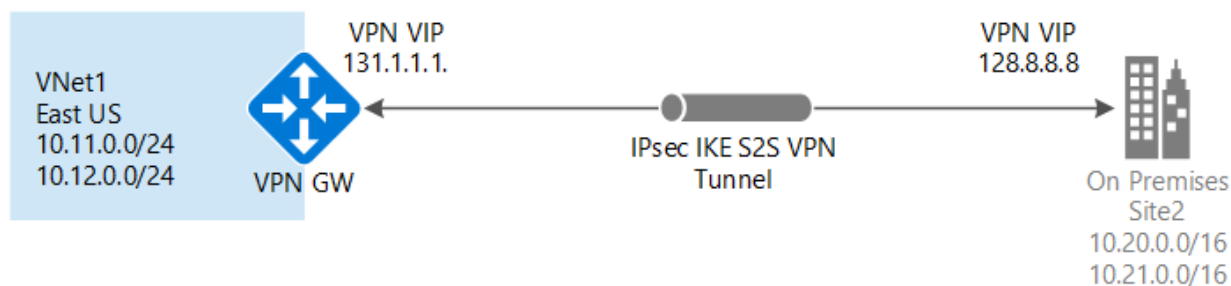 VNet1
East US
10.11.0.0/24
10.12.0.0/24
VPN VIP
131.1.1.1.
VPN GW
IPsec IKE S2S VPN
Tunnel
VPN VIP
128.8.8.8
On Premises
Site2
10.20.0.0/16
10.21.0.0/16